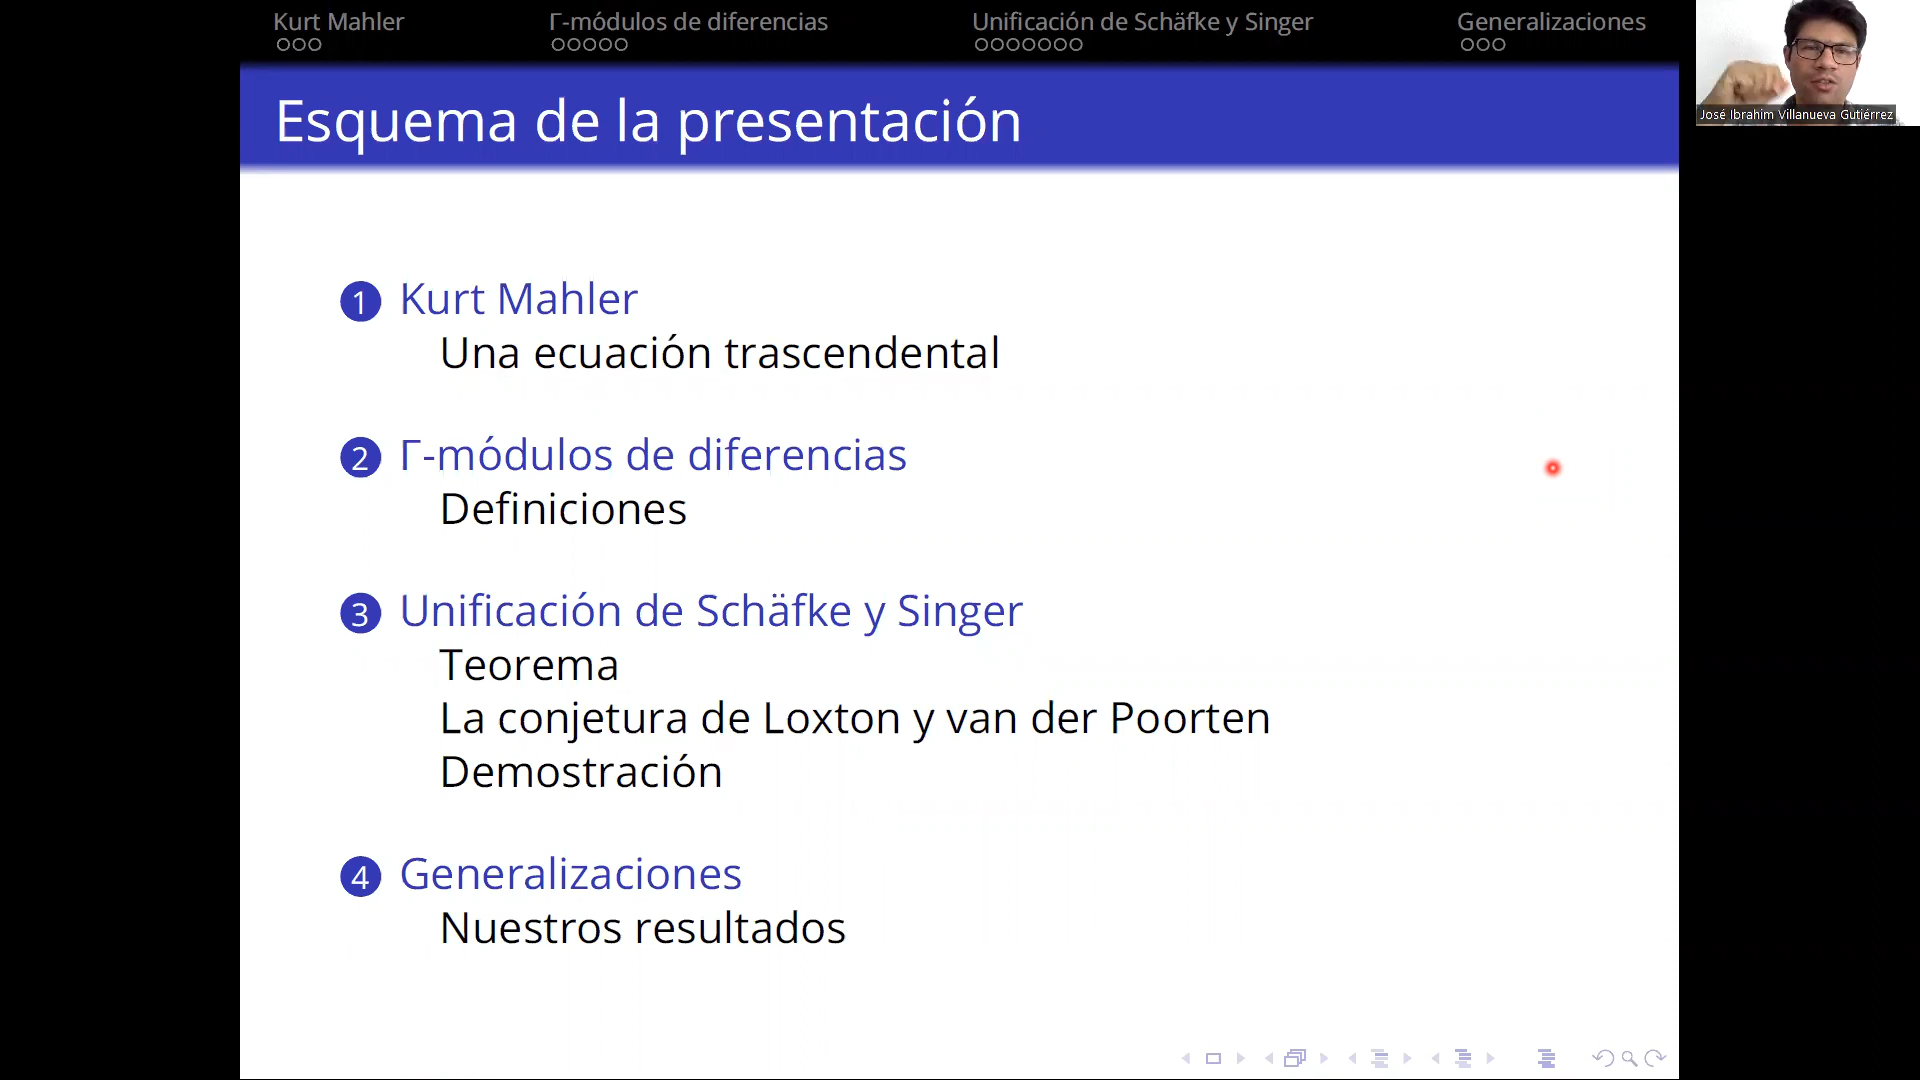 Kurt Mahler
Γ-módulos de diferencias
Unificación de Schäfke y Singer
Generalizaciones
José Ibrahim Villanueva Gutiérrez
Esquema de la presentación
1 Kurt Mahler
Una ecuación trascendental
2 Γ-módulos de diferencias
Definiciones
3 Unificación de Schäfke y Singer
Teorema
La conjetura de Loxton y van der Poorten
Demostración
4 Generalizaciones
Nuestros resultados